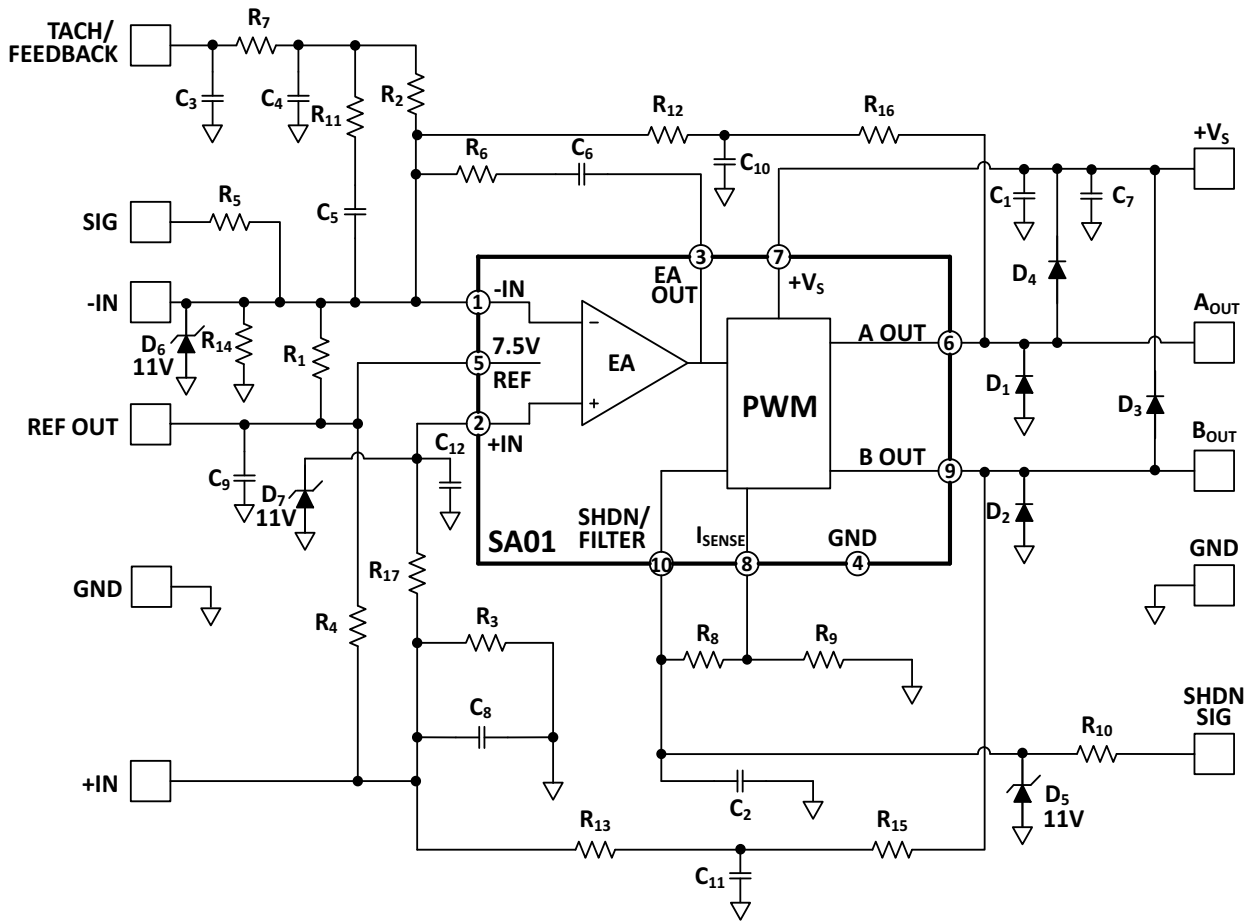 TACH/
FEEDBACK
R7
C3
C4
R11
R2
R12
R16
+VS
R6
C6
C10
C1
C7
SIG
R5
C5
D4
-IN
1
-IN
3
EA
OUT
7
+VS
AOUT
D6
11V
R14
R1
5
7.5V
REF
EA
−
+
PWM
A OUT
6
D1
D3
REF OUT
2
+IN
C12
C9
D7
11V
B OUT
9
BOUT
D2
SHDN/
FILTER
ISENSE
GND
SA01
10
8
4
GND
GND
R17
R4
R3
R8
R9
C8
SHDN
SIG
R10
+IN
C2
D5
11V
R13
R15
C11